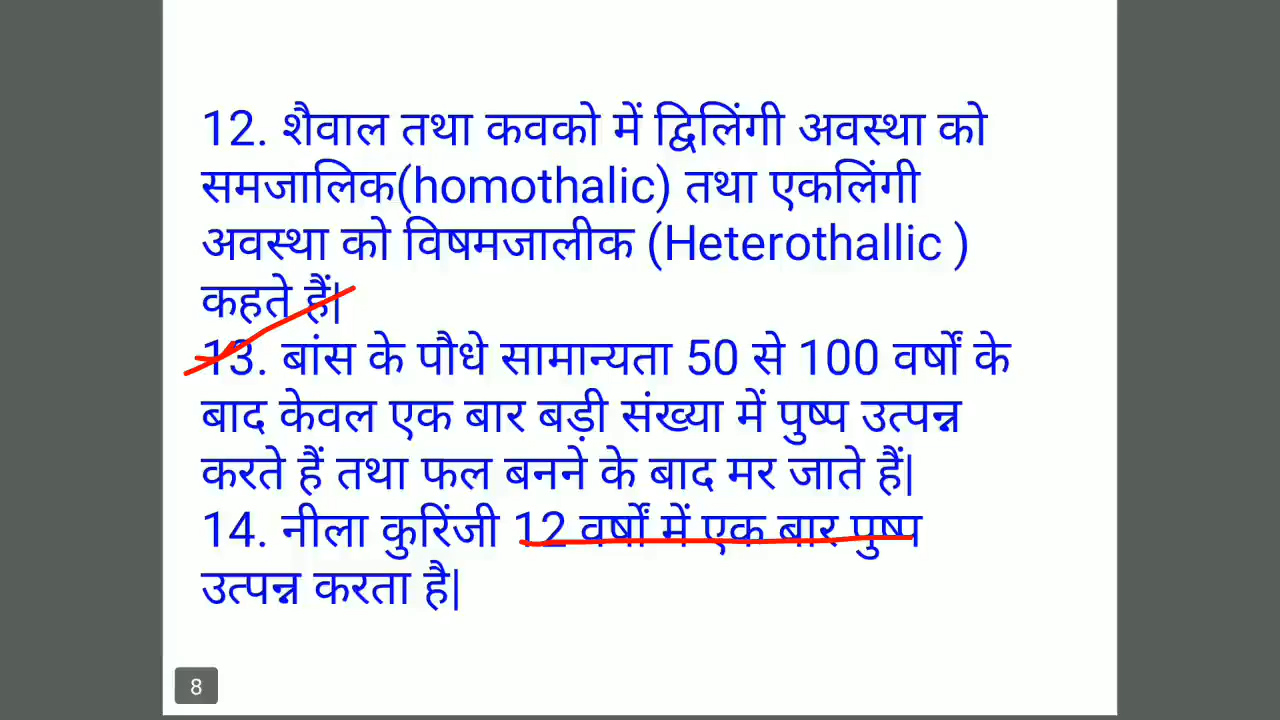 12. शैवाल तथा कवको में द्विलिंगी अवस्था को
समजालिक(homothalic) तथा एकलिंगी
अवस्था को विषमजालीक (Heterothallic )
कहते हैं|
13. बांस के पौधे सामान्यता 50 से 100 वर्षों के
बाद केवल एक बार बड़ी संख्या में पुष्प उत्पन्न
करते हैं तथा फल बनने के बाद मर जाते हैं|
14. नीला कुरिंजी 12 वर्षों में एक बार पुष्प
उत्पन्न करता है|
8